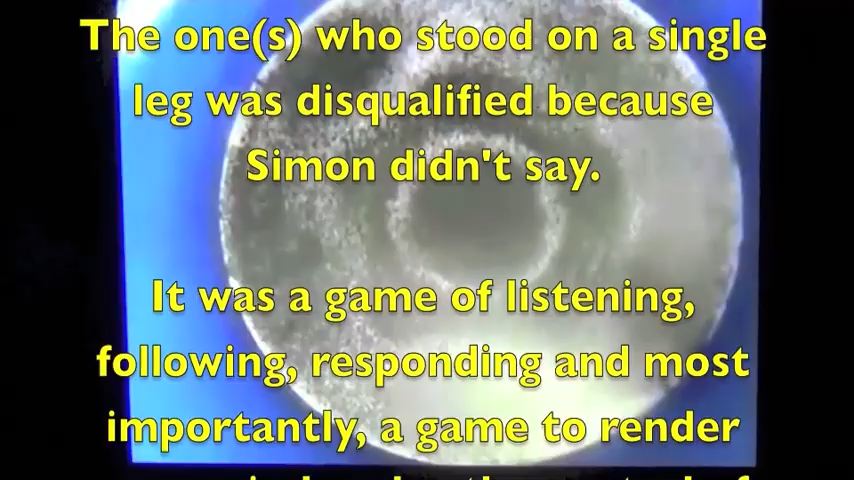 The one(s) who stood on a single
leg was disqualified because
Simon didn't say.
It was a game of listening,
following, responding and most
importantly, a game to render